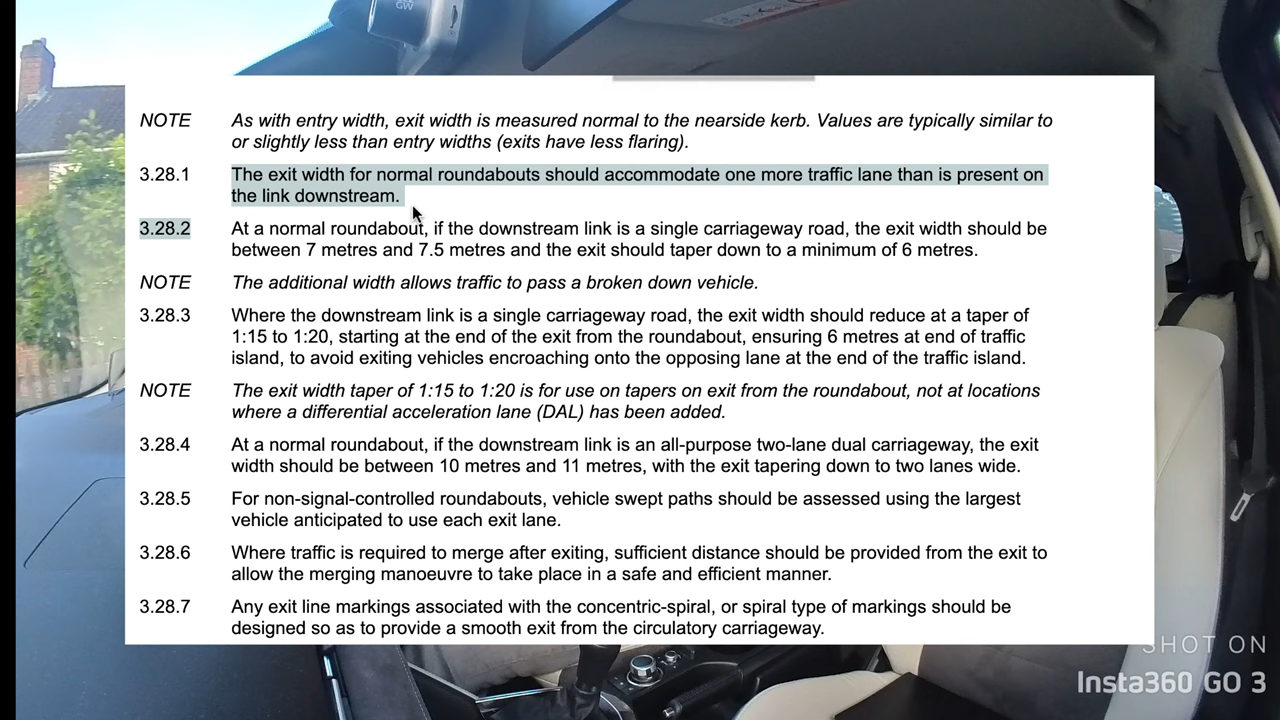 GW
NOTE As with entry width, exit width is measured normal to the nearside kerb. Values are typically similar to
or slightly less than entry widths (exits have less flaring).
3.28.1 The exit width for normal roundabouts should accommodate one more traffic lane than is present on
the link downstream.
3.28.2 At a normal roundabout, if the downstream link is a single carriageway road, the exit width should be
between 7 metres and 7.5 metres and the exit should taper down to a minimum of 6 metres.
NOTE The additional width allows traffic to pass a broken down vehicle.
3.28.3 Where the downstream link is a single carriageway road, the exit width should reduce at a taper of
1:15 to 1:20, starting at the end of the exit from the roundabout, ensuring 6 metres at end of traffic
island, to avoid exiting vehicles encroaching onto the opposing lane at the end of the traffic island.
NOTE The exit width taper of 1:15 to 1:20 is for use on tapers on exit from the roundabout, not at locations
where a differential acceleration lane (DAL) has been added.
3.28.4 At a normal roundabout, if the downstream link is an all-purpose two-lane dual carriageway, the exit
width should be between 10 metres and 11 metres, with the exit tapering down to two lanes wide.
3.28.5 For non-signal-controlled roundabouts, vehicle swept paths should be assessed using the largest
vehicle anticipated to use each exit lane.
3.28.6 Where traffic is required to merge after exiting, sufficient distance should be provided from the exit to
allow the merging manoeuvre to take place in a safe and efficient manner.
3.28.7 Any exit line markings associated with the concentric-spiral, or spiral type of markings should be
designed so as to provide a smooth exit from the circulatory carriageway.
SHOT ON
Insta360 GO 3